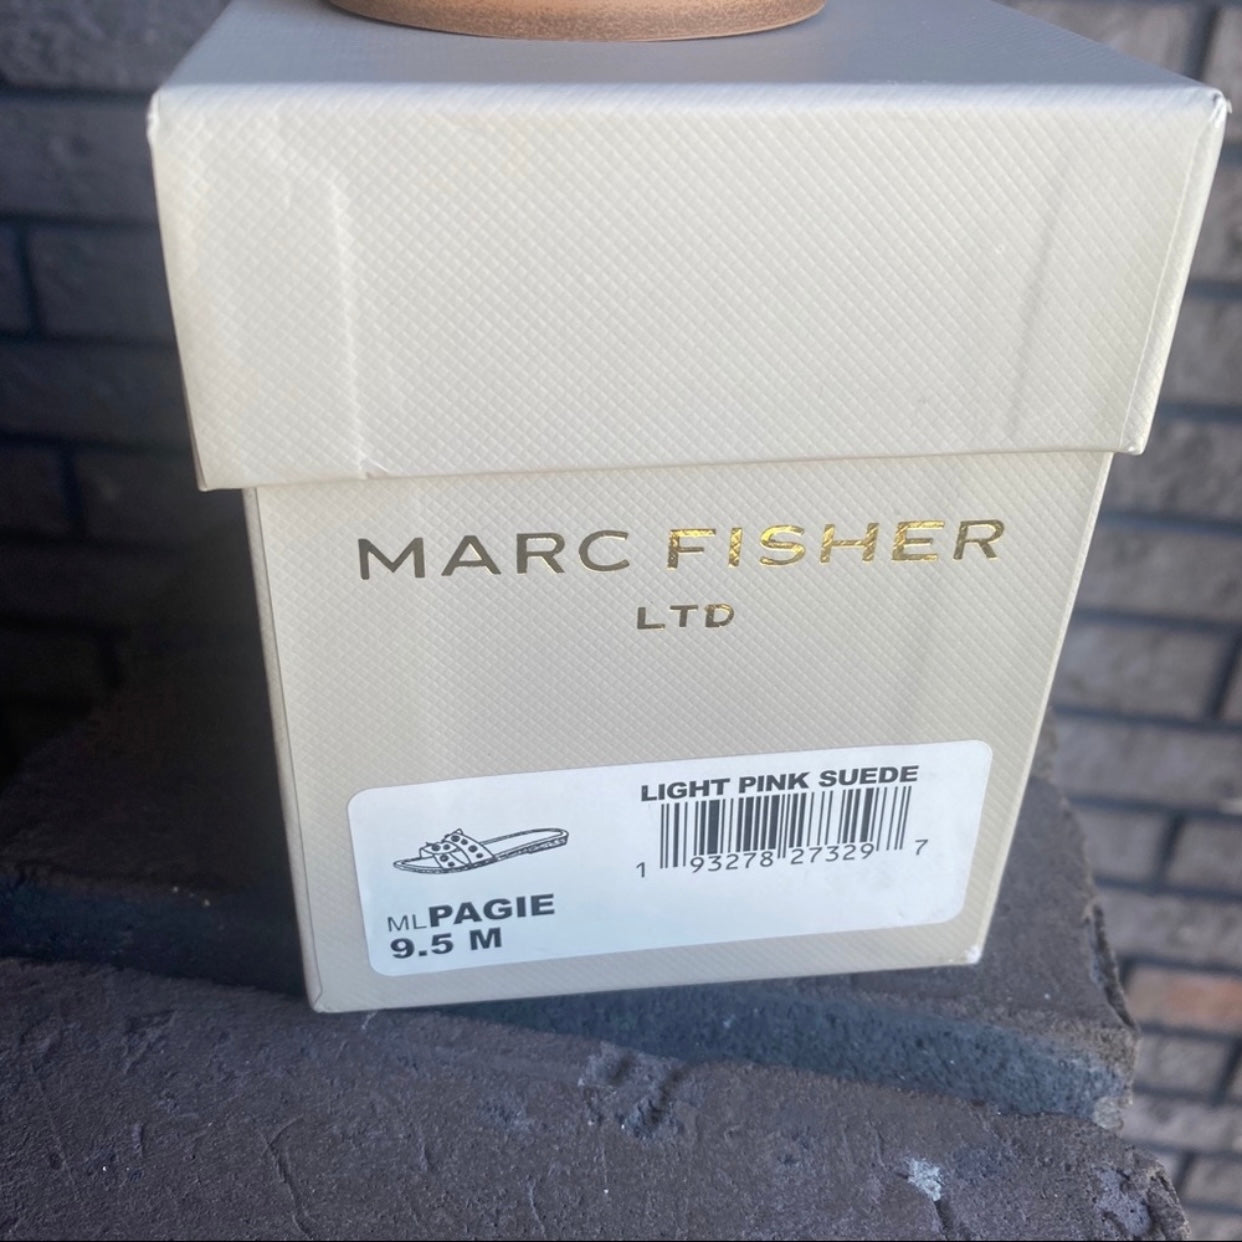 MARC FISHER
LTD
LIGHT PINK SUEDE
1 93278 27329 7
MLPAGIE
9.5 M